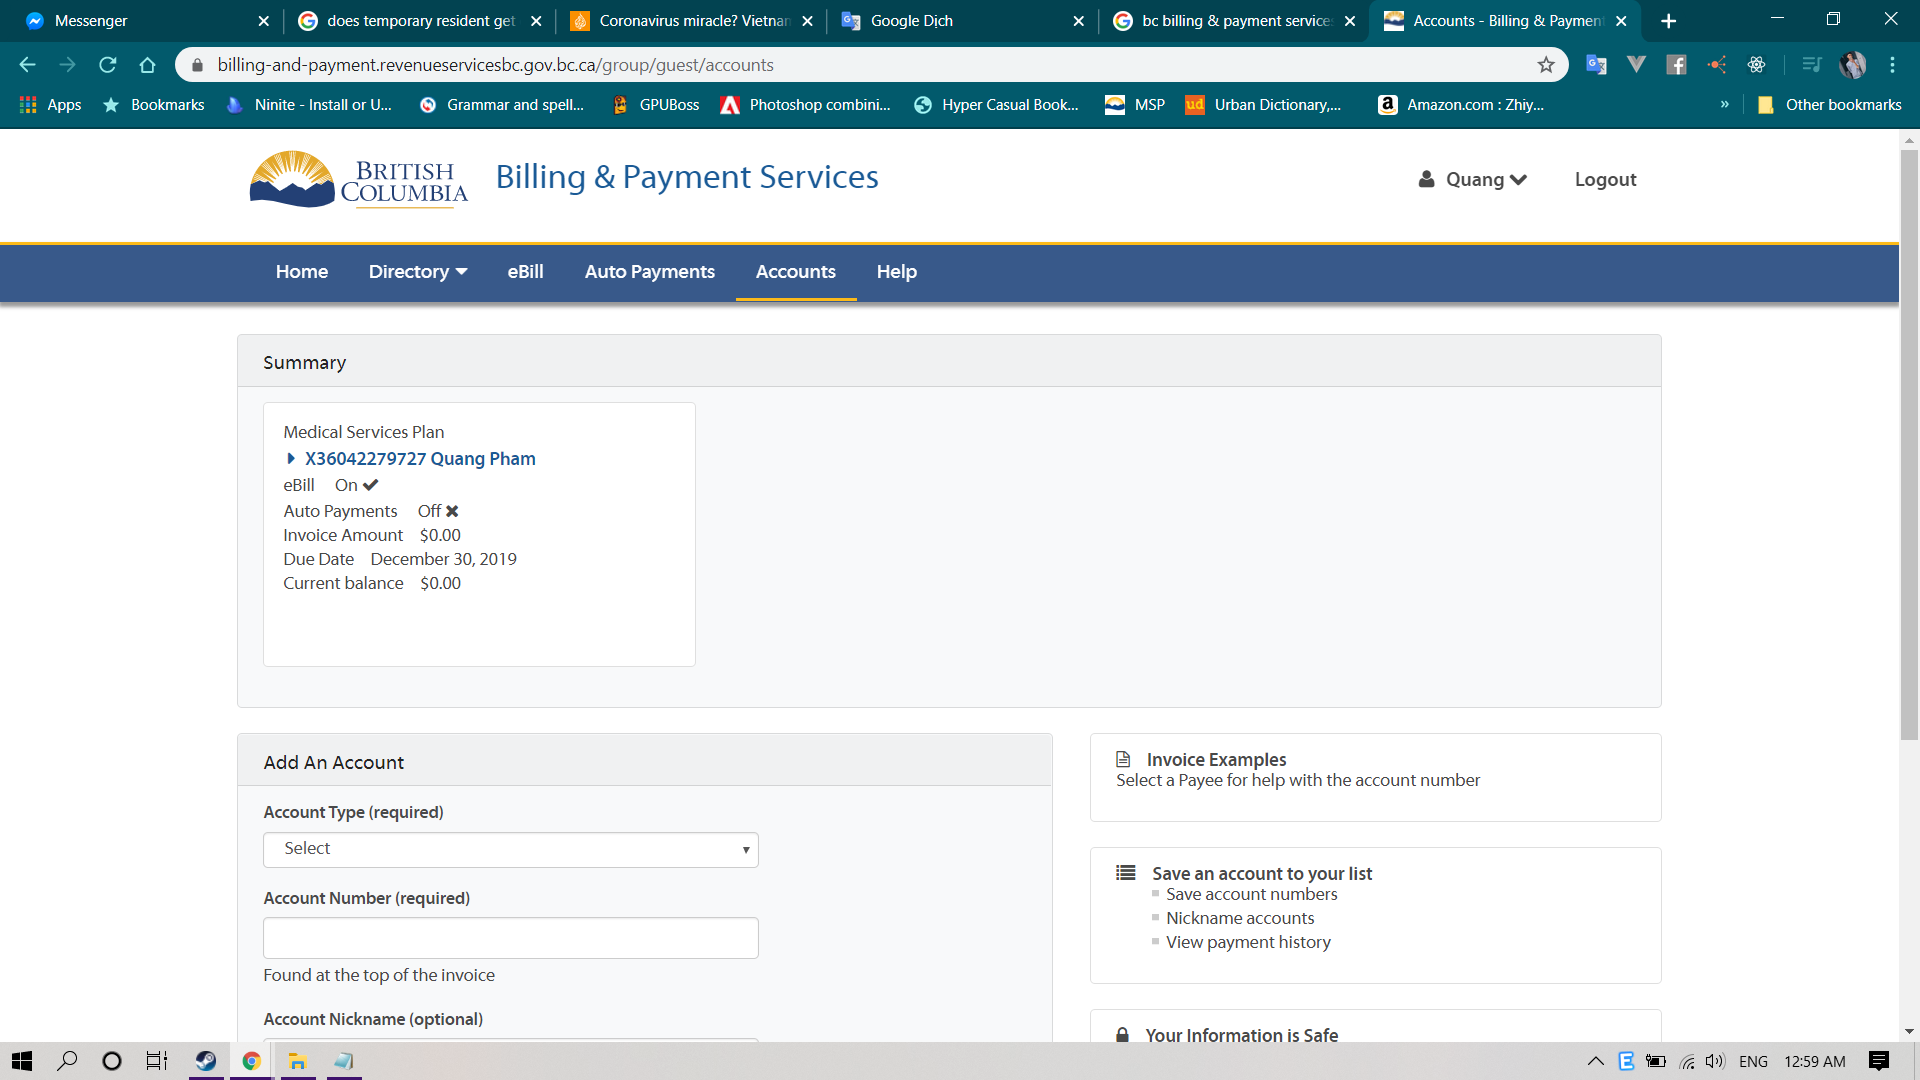 Messenger
does temporary resident get
Coronavirus miracle? Vietnam
Google Dịch
bc billing & payment services
Accounts - Billing & Payment
billing-and-payment.revenueservicesbc.gov.bc.ca/group/guest/accounts
Apps
Bookmarks
Ninite - Install or U...
Grammar and spell...
GPUBoss
Photoshop combini...
Hyper Casual Book...
MSP
ud
Urban Dictionary,...
Amazon.com : Zhiy...
»
Other bookmarks
BRITISH
COLUMBIA
Billing & Payment Services
Quang
Logout
Home
Directory
eBill
Auto Payments
Accounts
Help
Summary
Medical Services Plan
X36042279727 Quang Pham
eBill On
Auto Payments Off
Invoice Amount $0.00
Due Date December 30, 2019
Current balance $0.00
Add An Account
Account Type (required)
Select
Account Number (required)
Found at the top of the invoice
Account Nickname (optional)
Invoice Examples
Select a Payee for help with the account number
Save an account to your list
Save account numbers
Nickname accounts
View payment history
Your Information is Safe
ENG
12:59 AM